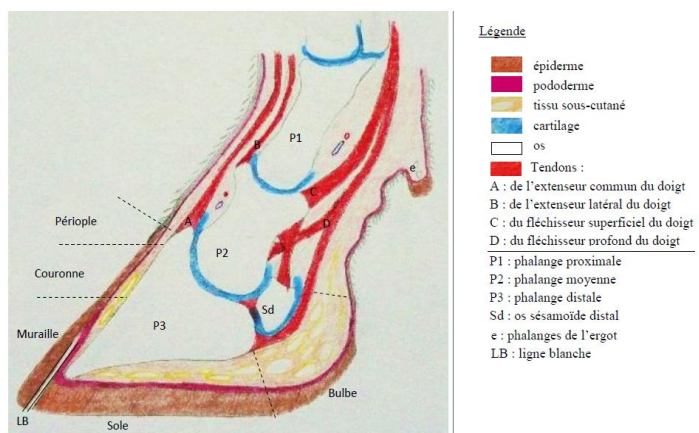 P1
B
e
C
A
D
Périople
P2
Couronne
Sd
Muraille
P3
Bulbe
LB
Sole
Légende
épiderme
pododerme
tissu sous-cutané
cartilage
os
Tendons :
A : de l'extenseur commun du doigt
B : de l'extenseur latéral du doigt
C : du fléchisseur superficiel du doigt
D : du fléchisseur profond du doigt
P1 : phalange proximale
P2 : phalange moyenne
P3 : phalange distale
Sd : os sésamoïde distal
e : phalanges de l'ergot
LB : ligne blanche